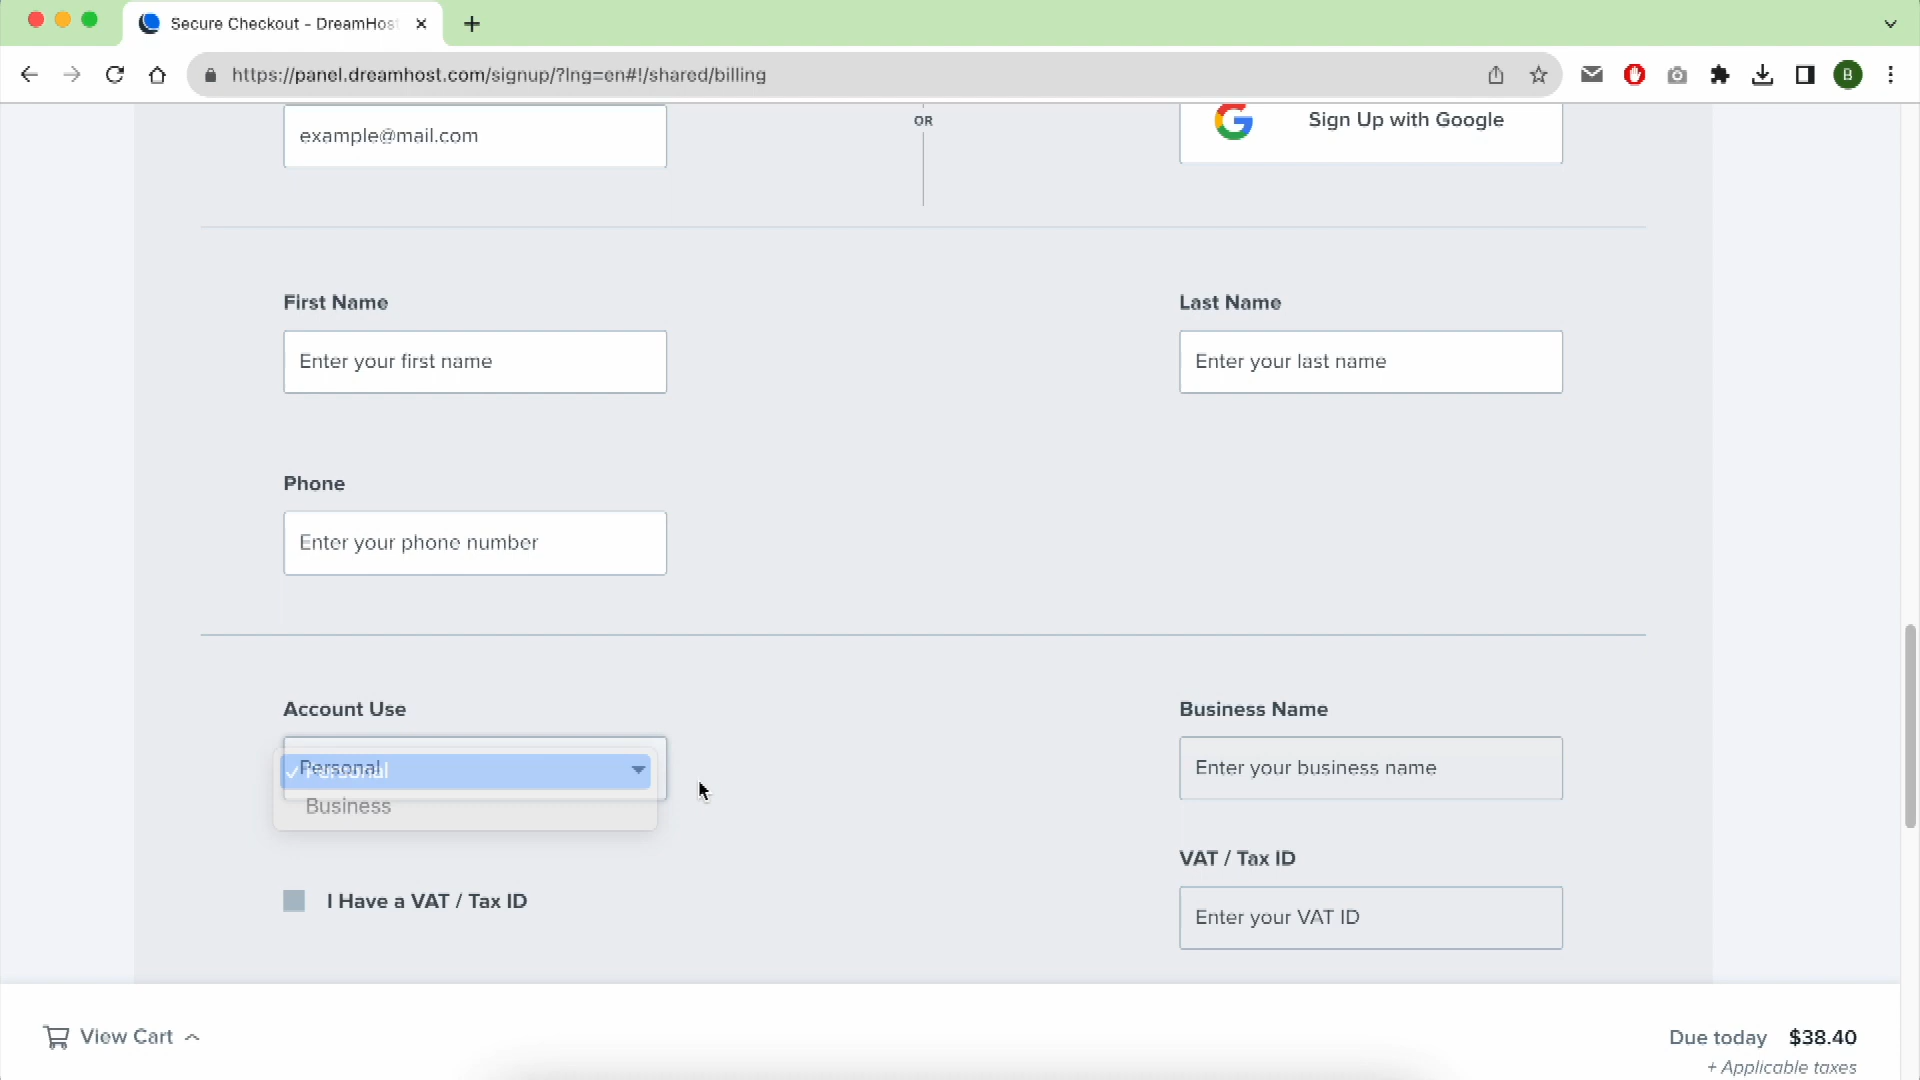 Secure Checkout - DreamHost
https://panel.dreamhost.com/signup/?lng=en#!/shared/billing
B
example@mail.com
OR
Sign Up with Google
First Name
Last Name
Enter your first name
Enter your last name
Phone
Enter your phone number
Account Use
Business Name
Personal
✓ Personal
Enter your business name
Business
VAT / Tax ID
I Have a VAT / Tax ID
Enter your VAT ID
View Cart
Due today $38.40
+ Applicable taxes